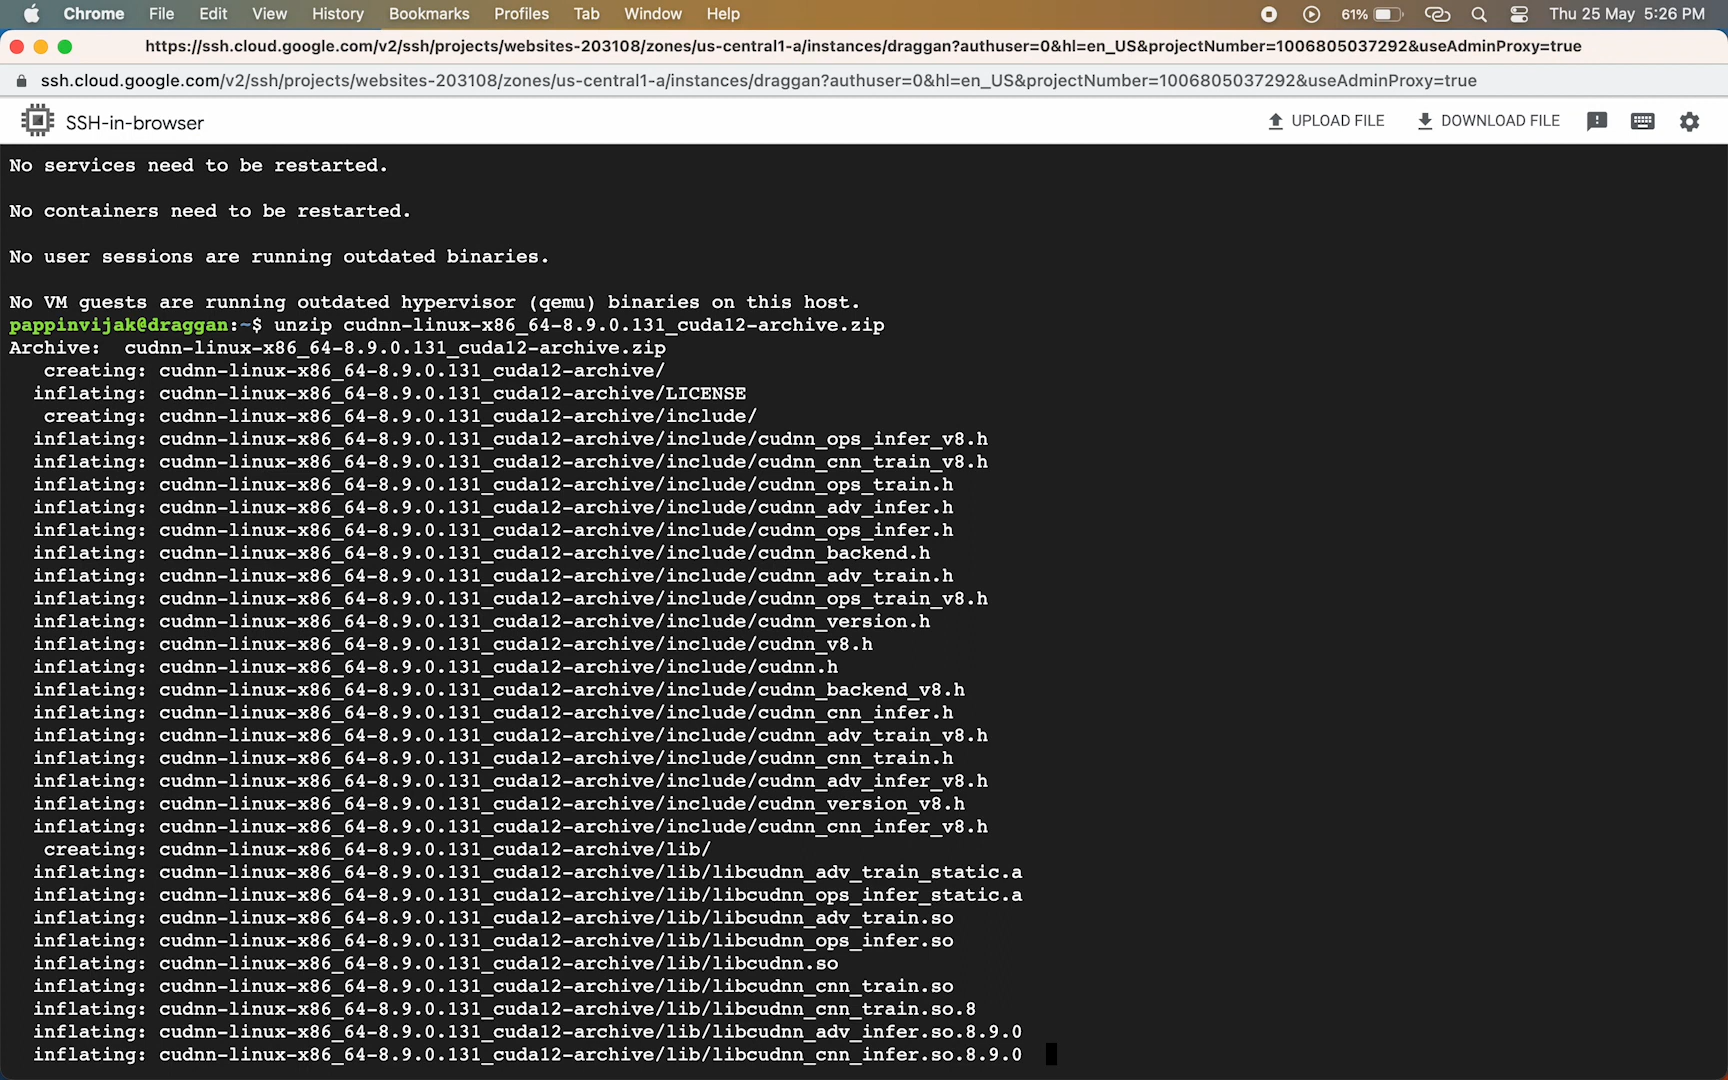 Chrome File Edit View History Bookmarks Profiles Tab Window Help 61% Thu 25 May 5:26 PM
https://ssh.cloud.google.com/v2/ssh/projects/websites-203108/zones/us-central1-a/instances/draggan?authuser=0&hl=en_US&projectNumber=1006805037292&useAdminProxy=true
ssh.cloud.google.com/v2/ssh/projects/websites-203108/zones/us-central1-a/instances/draggan?authuser=0&hl=en_US&projectNumber=1006805037292&useAdminProxy=true
SSH-in-browser UPLOAD FILE DOWNLOAD FILE
No services need to be restarted.
No containers need to be restarted.
No user sessions are running outdated binaries.
No VM guests are running outdated hypervisor (qemu) binaries on this host.
pappinvijak@draggan:~$ unzip cudnn-linux-x86_64-8.9.0.131_cuda12-archive.zip
Archive:  cudnn-linux-x86_64-8.9.0.131_cuda12-archive.zip
creating: cudnn-linux-x86_64-8.9.0.131_cuda12-archive/
inflating: cudnn-linux-x86_64-8.9.0.131_cuda12-archive/LICENSE
creating: cudnn-linux-x86_64-8.9.0.131_cuda12-archive/include/
inflating: cudnn-linux-x86_64-8.9.0.131_cuda12-archive/include/cudnn_ops_infer_v8.h
inflating: cudnn-linux-x86_64-8.9.0.131_cuda12-archive/include/cudnn_cnn_train_v8.h
inflating: cudnn-linux-x86_64-8.9.0.131_cuda12-archive/include/cudnn_ops_train.h
inflating: cudnn-linux-x86_64-8.9.0.131_cuda12-archive/include/cudnn_adv_infer.h
inflating: cudnn-linux-x86_64-8.9.0.131_cuda12-archive/include/cudnn_ops_infer.h
inflating: cudnn-linux-x86_64-8.9.0.131_cuda12-archive/include/cudnn_backend.h
inflating: cudnn-linux-x86_64-8.9.0.131_cuda12-archive/include/cudnn_adv_train.h
inflating: cudnn-linux-x86_64-8.9.0.131_cuda12-archive/include/cudnn_ops_train_v8.h
inflating: cudnn-linux-x86_64-8.9.0.131_cuda12-archive/include/cudnn_version.h
inflating: cudnn-linux-x86_64-8.9.0.131_cuda12-archive/include/cudnn_v8.h
inflating: cudnn-linux-x86_64-8.9.0.131_cuda12-archive/include/cudnn.h
inflating: cudnn-linux-x86_64-8.9.0.131_cuda12-archive/include/cudnn_backend_v8.h
inflating: cudnn-linux-x86_64-8.9.0.131_cuda12-archive/include/cudnn_cnn_infer.h
inflating: cudnn-linux-x86_64-8.9.0.131_cuda12-archive/include/cudnn_adv_train_v8.h
inflating: cudnn-linux-x86_64-8.9.0.131_cuda12-archive/include/cudnn_cnn_train.h
inflating: cudnn-linux-x86_64-8.9.0.131_cuda12-archive/include/cudnn_adv_infer_v8.h
inflating: cudnn-linux-x86_64-8.9.0.131_cuda12-archive/include/cudnn_version_v8.h
inflating: cudnn-linux-x86_64-8.9.0.131_cuda12-archive/include/cudnn_cnn_infer_v8.h
creating: cudnn-linux-x86_64-8.9.0.131_cuda12-archive/lib/
inflating: cudnn-linux-x86_64-8.9.0.131_cuda12-archive/lib/libcudnn_adv_train_static.a
inflating: cudnn-linux-x86_64-8.9.0.131_cuda12-archive/lib/libcudnn_ops_infer_static.a
inflating: cudnn-linux-x86_64-8.9.0.131_cuda12-archive/lib/libcudnn_adv_train.so
inflating: cudnn-linux-x86_64-8.9.0.131_cuda12-archive/lib/libcudnn_ops_infer.so
inflating: cudnn-linux-x86_64-8.9.0.131_cuda12-archive/lib/libcudnn.so
inflating: cudnn-linux-x86_64-8.9.0.131_cuda12-archive/lib/libcudnn_cnn_train.so
inflating: cudnn-linux-x86_64-8.9.0.131_cuda12-archive/lib/libcudnn_cnn_train.so.8
inflating: cudnn-linux-x86_64-8.9.0.131_cuda12-archive/lib/libcudnn_adv_infer.so.8.9.0
inflating: cudnn-linux-x86_64-8.9.0.131_cuda12-archive/lib/libcudnn_cnn_infer.so.8.9.0